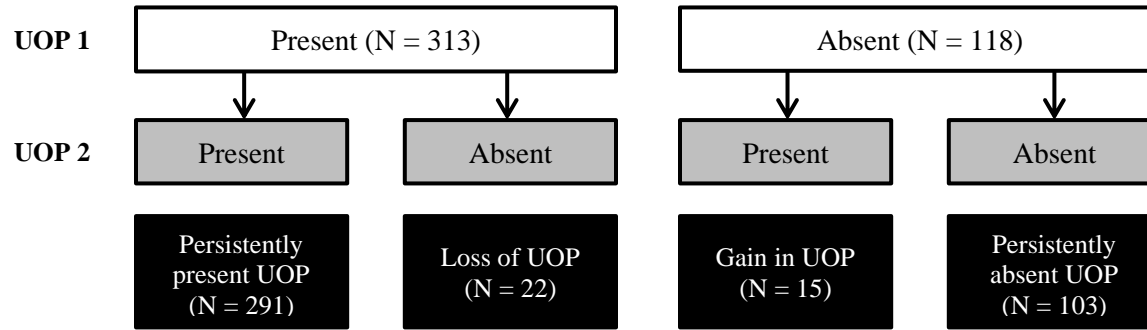 UOP 1
Present (N = 313)
Absent (N = 118)
UOP 2
Present
Absent
Present
Absent
Persistently
present UOP
(N = 291)
Loss of UOP
(N = 22)
Gain in UOP
(N = 15)
Persistently
absent UOP
(N = 103)